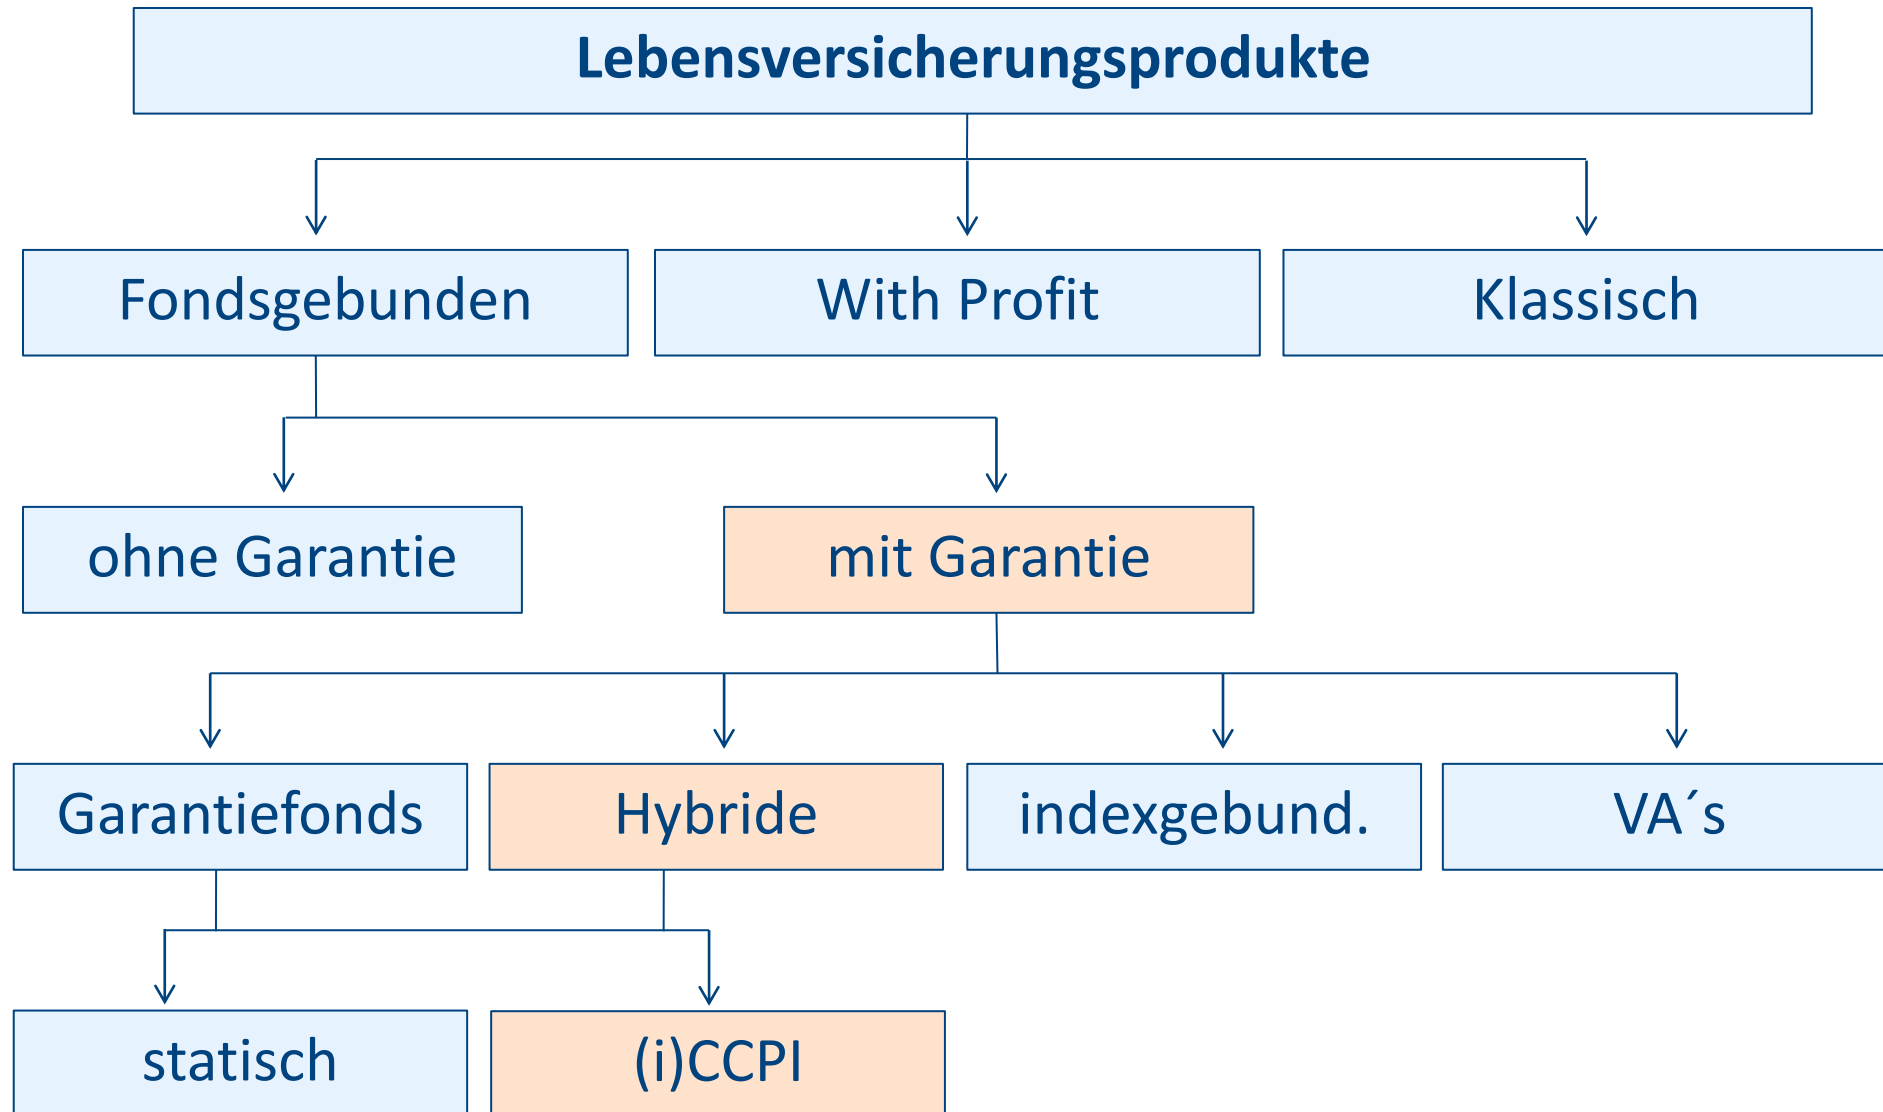 Lebensversicherungsprodukte
Fondsgebunden
With Profit
Klassisch
ohne Garantie
mit Garantie
Garantiefonds
Hybride
indexgebund.
VA´s
statisch
(i)CCPI